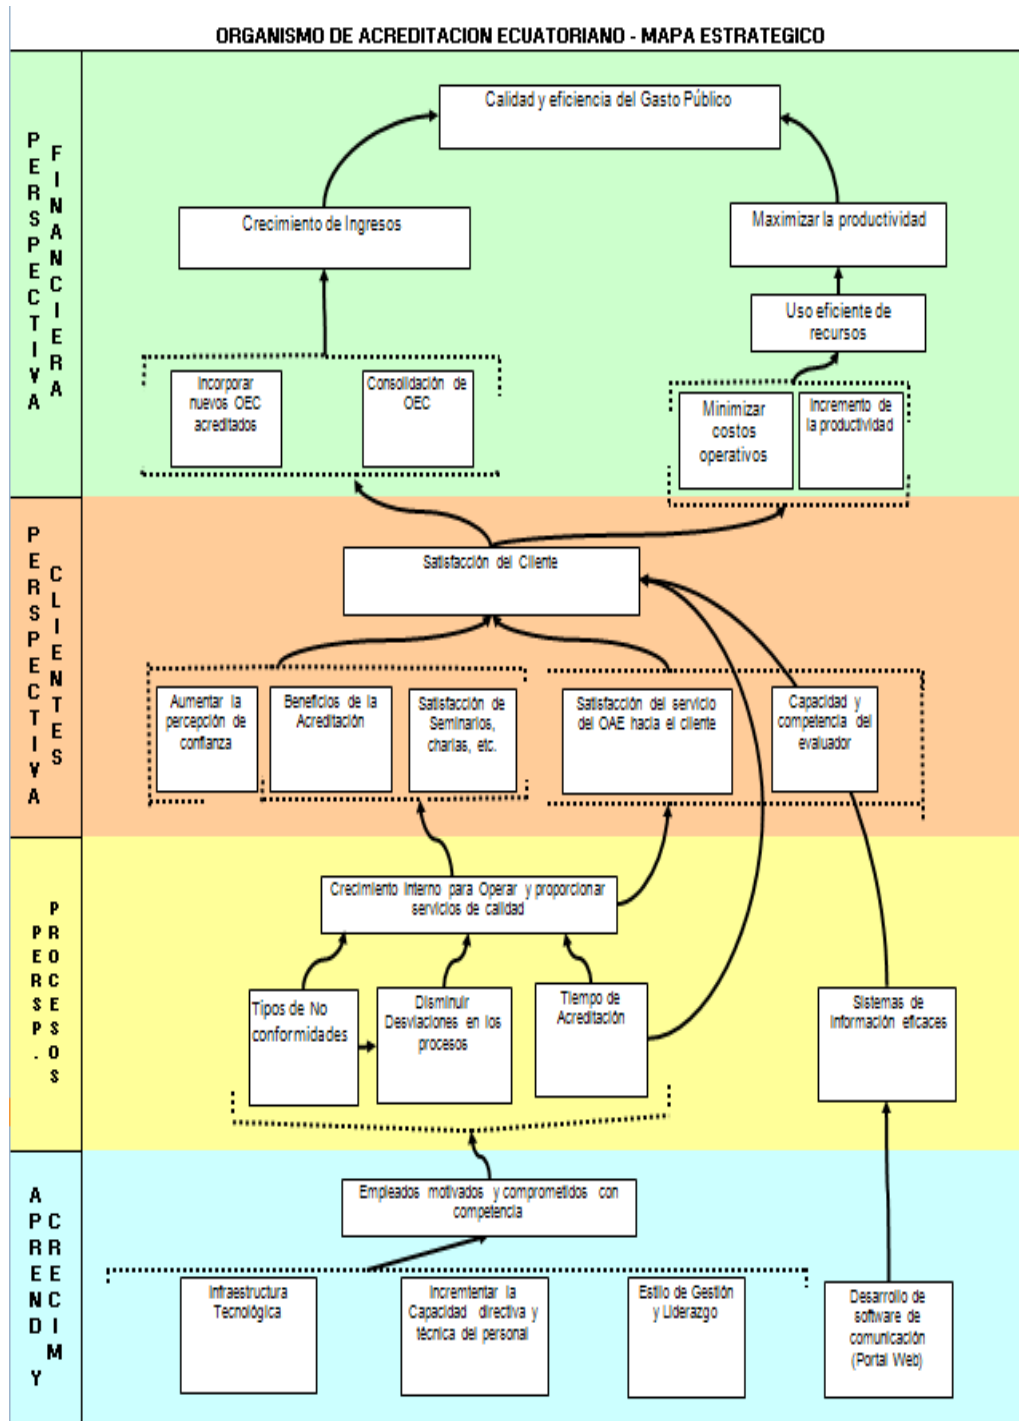 ORGANISMO DE ACREDITACION ECUATORIANO - MAPA ESTRATEGICO
PERSPECTIVA
FINANCIERA
Calidad y eficiencia del Gasto Público
Crecimiento de Ingresos
Maximizar la productividad
Uso eficiente de
recursos
Incorporar
nuevos OEC
acreditados
Consolidación de
OEC
Minimizar
costos
operativos
Incremento de
la productividad
PERSPECTIVA
CLIENTES
Satisfacción del Cliente
Aumentar la
percepción de
confianza
Beneficios de la
Acreditación
Satisfacción de
Seminarios,
charlas, etc.
Satisfacción del servicio
del OAE hacia el cliente
Capacidad y
competencia del
evaluador
PERSP.
PROCESOS
Crecimiento Interno para Operar y proporcionar
servicios de calidad
Tipos de No
conformidades
Disminuir
Desviaciones en los
procesos
Tiempo de
Acreditación
Sistemas de
Información eficaces
APREND Y
CRECIM
Empleados motivados y comprometidos con
competencia
Infraestructura
Tecnológica
Incrementar la
Capacidad directiva y
técnica del personal
Estilo de Gestión
y Liderazgo
Desarrollo de
software de
comunicación
(Portal Web)